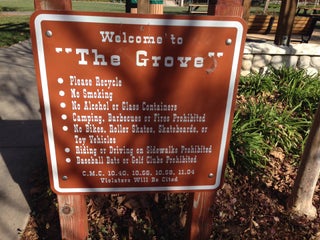 Welcome to
"The Grove"
• Please Recycle
• No Smoking
• No Alcohol or Glass Containers
• Camping, Barbecues or Fires Prohibited
• No Bikes, Roller Skates, Skateboards, or
Toy Vehicles
• Riding or Driving on Sidewalks Prohibited
• Baseball Bats or Golf Clubs Prohibited
C.M.C. 10.40, 10.52, 10.56, 11.04
Violators Will Be Cited